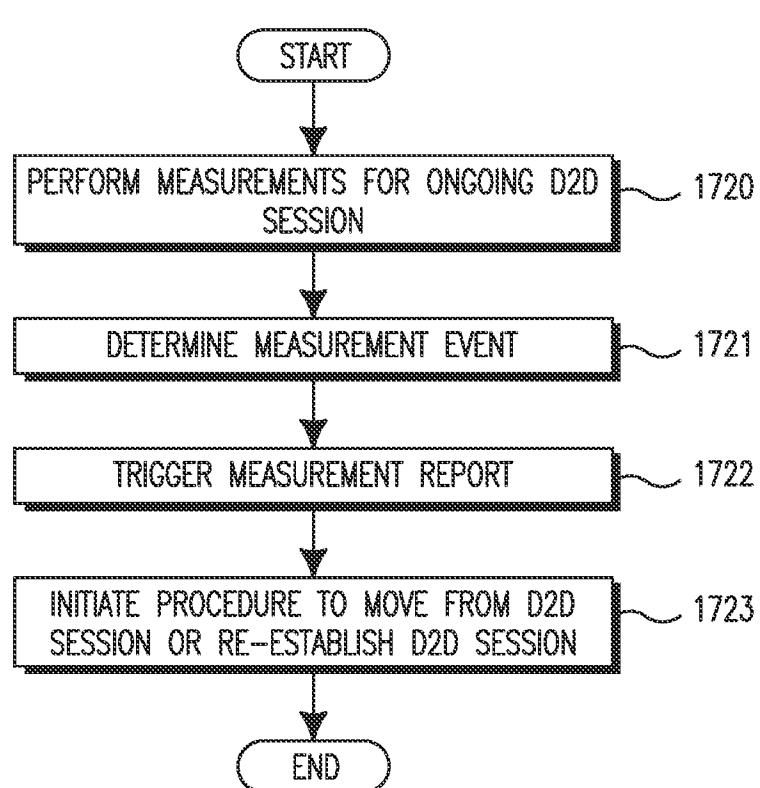 START
PERFORM MEASUREMENTS FOR ONGOING D2D
SESSION
1720
DETERMINE MEASUREMENT EVENT
1721
TRIGGER MEASUREMENT REPORT
1722
INITIATE PROCEDURE TO MOVE FROM D2D
SESSION OR RE-ESTABLISH D2D SESSION
1723
END